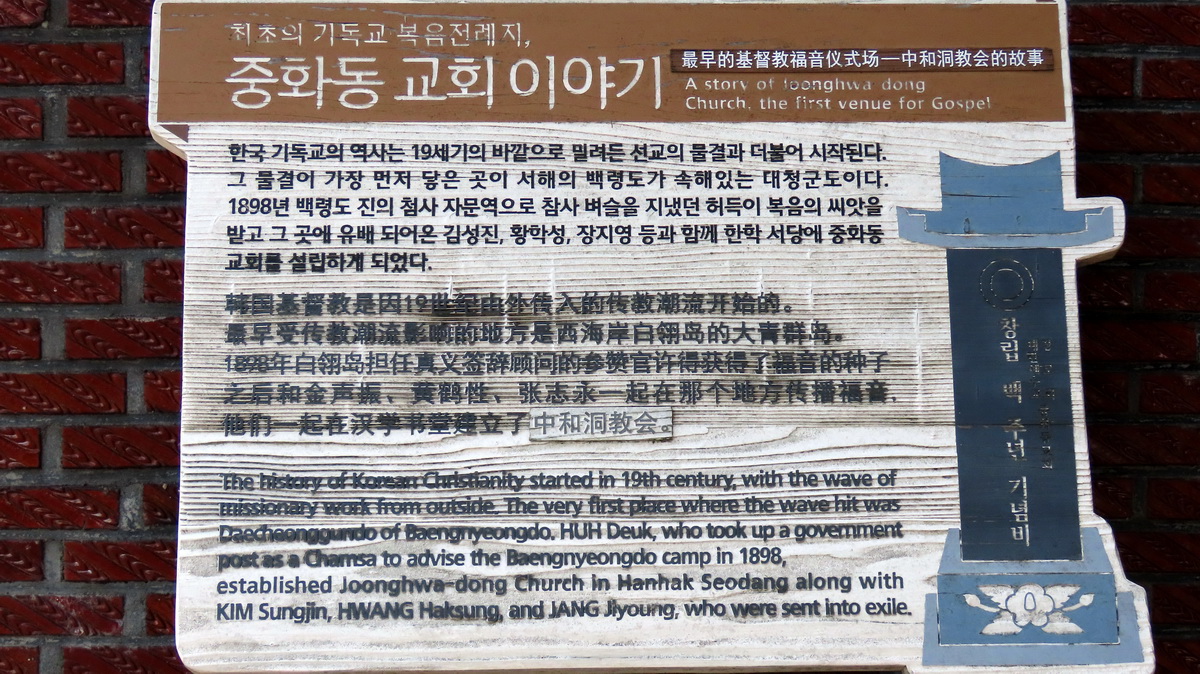 최초의 기독교 복음전례지,
중화동 교회 이야기
最早的基督教福音仪式场—中和洞教会的故事
A story of Joonghwa-dong
Church, the first venue for Gospel
한국 기독교의 역사는 19세기의 바깥으로 밀려든 선교의 물결과 더불어 시작된다.
그 물결이 가장 먼저 닿은 곳이 서해의 백령도가 속해있는 대청군도이다.
1898년 백령도 진의 첨사 자문역으로 참사 벼슬을 지냈던 허득이 복음의 씨앗을
받고 그 곳에 유배 되어온 김성진, 황학성, 장지영 등과 함께 한학 서당에 중화동
교회를 설립하게 되었다.
韩国基督教是因19世纪由外传入的传教潮流开始的。
最早受传教潮流影响的地方是西海岸白翎岛的大青群岛。
1898年白翎岛担任真义签辞顾问的参赞官许得获得了福音的种子
之后和金声振、黄鹤性、张志永一起在那个地方传播福音.
他们一起在汉学书堂建立了中和洞教会。
The history of Korean Christianity started in 19th century, with the wave of
missionary work from outside. The very first place where the wave hit was
Daecheonggundo of Baengnyeongdo. HUH Deuk, who took up a government
post as a Chamsa to advise the Baengnyeongdo camp in 1898,
established Joonghwa-dong Church in Hanhak Seodang along with
KIM Sungjin, HWANG Haksung, and JANG Jiyoung, who were sent into exile.
창립 백 주년 기념비